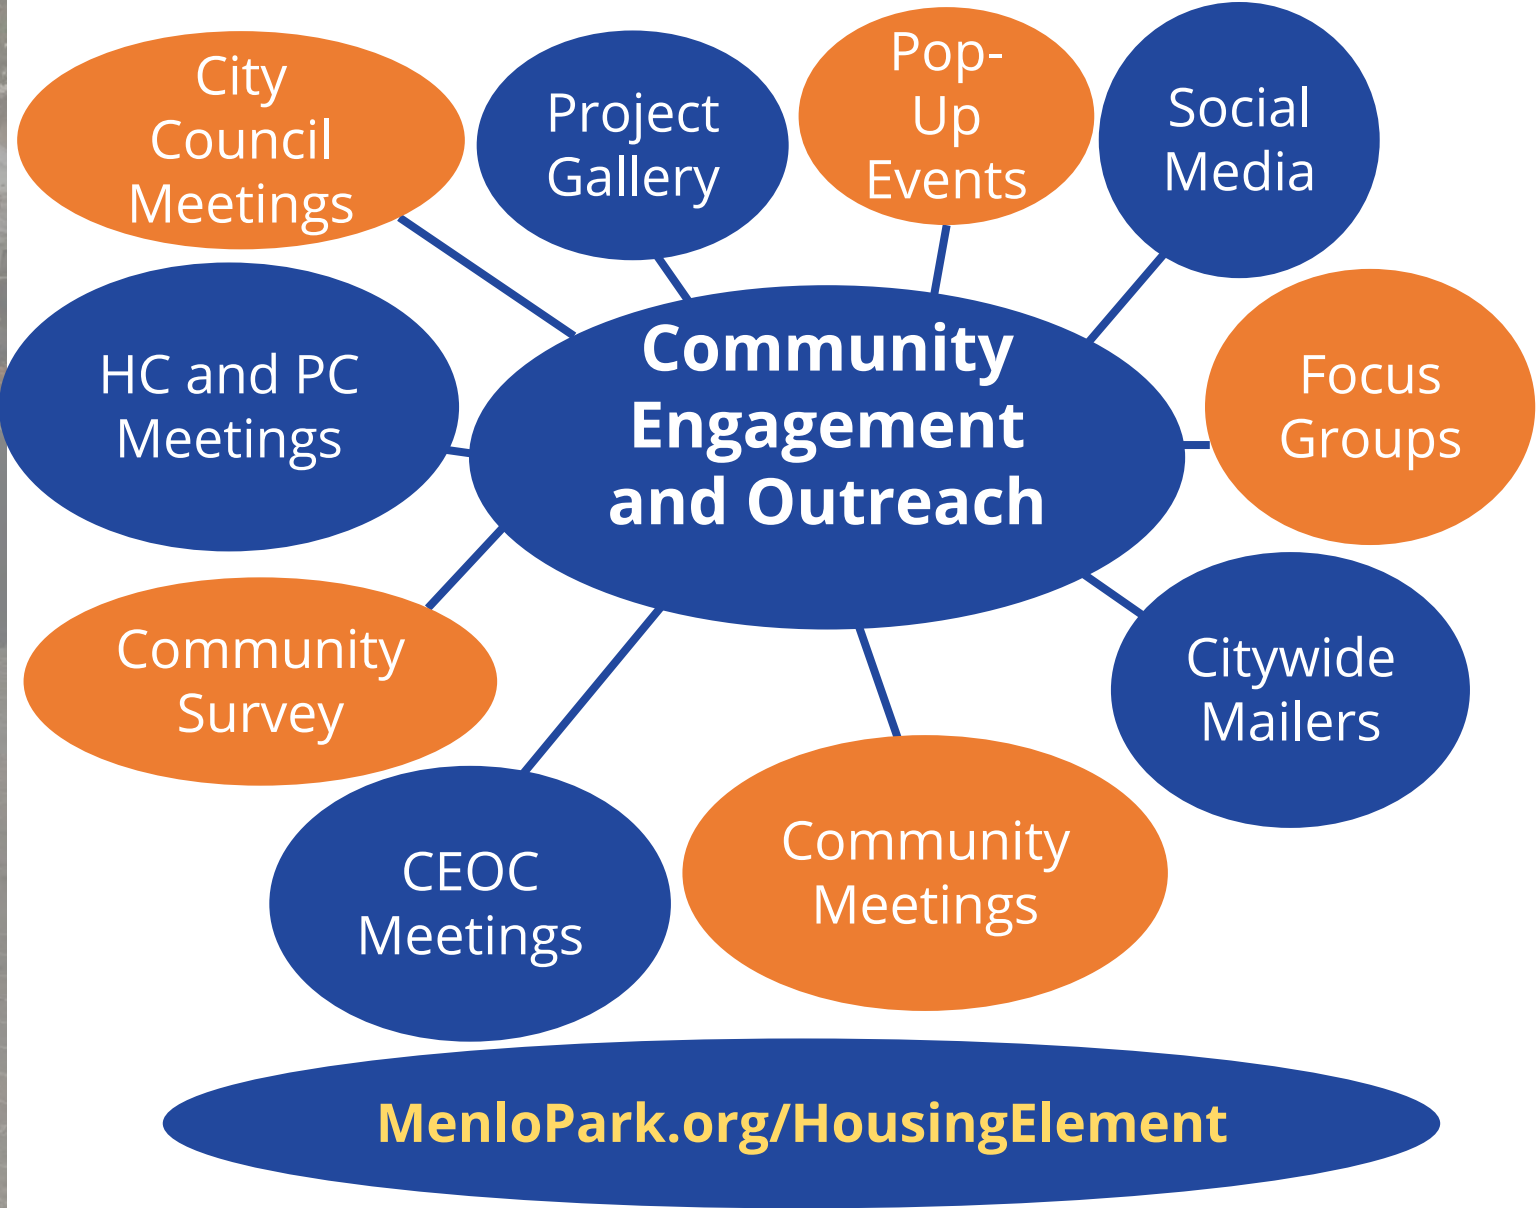 City
Council
Meetings
Project
Gallery
Pop-
Up
Events
Social
Media
HC and PC
Meetings
Community
Engagement
and Outreach
Focus
Groups
Community
Survey
Citywide
Mailers
CEOC
Meetings
Community
Meetings
MenloPark.org/HousingElement